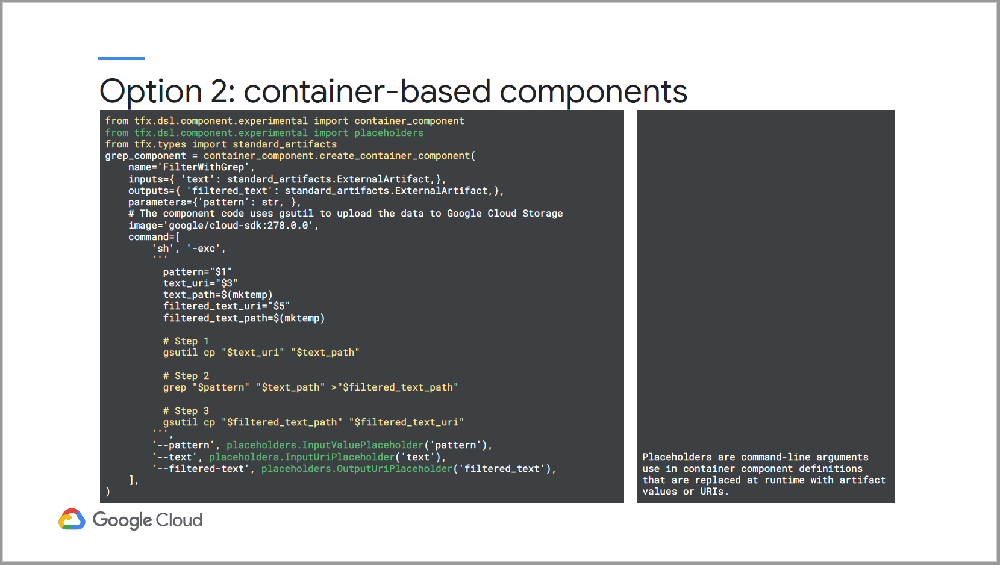 Option 2: container-based components
from tfx.dsl.component.experimental import container_component
from tfx.dsl.component.experimental import placeholders
from tfx.types import standard_artifacts
grep_component = container_component.create_container_component(
    name='FilterWithGrep',
    inputs={ 'text': standard_artifacts.ExternalArtifact,},
    outputs={ 'filtered_text': standard_artifacts.ExternalArtifact,},
    parameters={'pattern': str, },
    # The component code uses gsutil to upload the data to Google Cloud Storage
    image='google/cloud-sdk:278.0.0',
    command=[
        'sh', '-exc',
        '''
          pattern="$1"
          text_uri="$3"
          text_path=$(mktemp)
          filtered_text_uri="$5"
          filtered_text_path=$(mktemp)

          # Step 1
          gsutil cp "$text_uri" "$text_path"

          # Step 2
          grep "$pattern" "$text_path" >"$filtered_text_path"

          # Step 3
          gsutil cp "$filtered_text_path" "$filtered_text_uri"
        ''',
        '--pattern', placeholders.InputValuePlaceholder('pattern'),
        '--text', placeholders.InputUriPlaceholder('text'),
        '--filtered-text', placeholders.OutputUriPlaceholder('filtered_text'),
    ],
)
Placeholders are command-line arguments
use in container component definitions
that are replaced at runtime with artifact
values or URIs.
Google Cloud